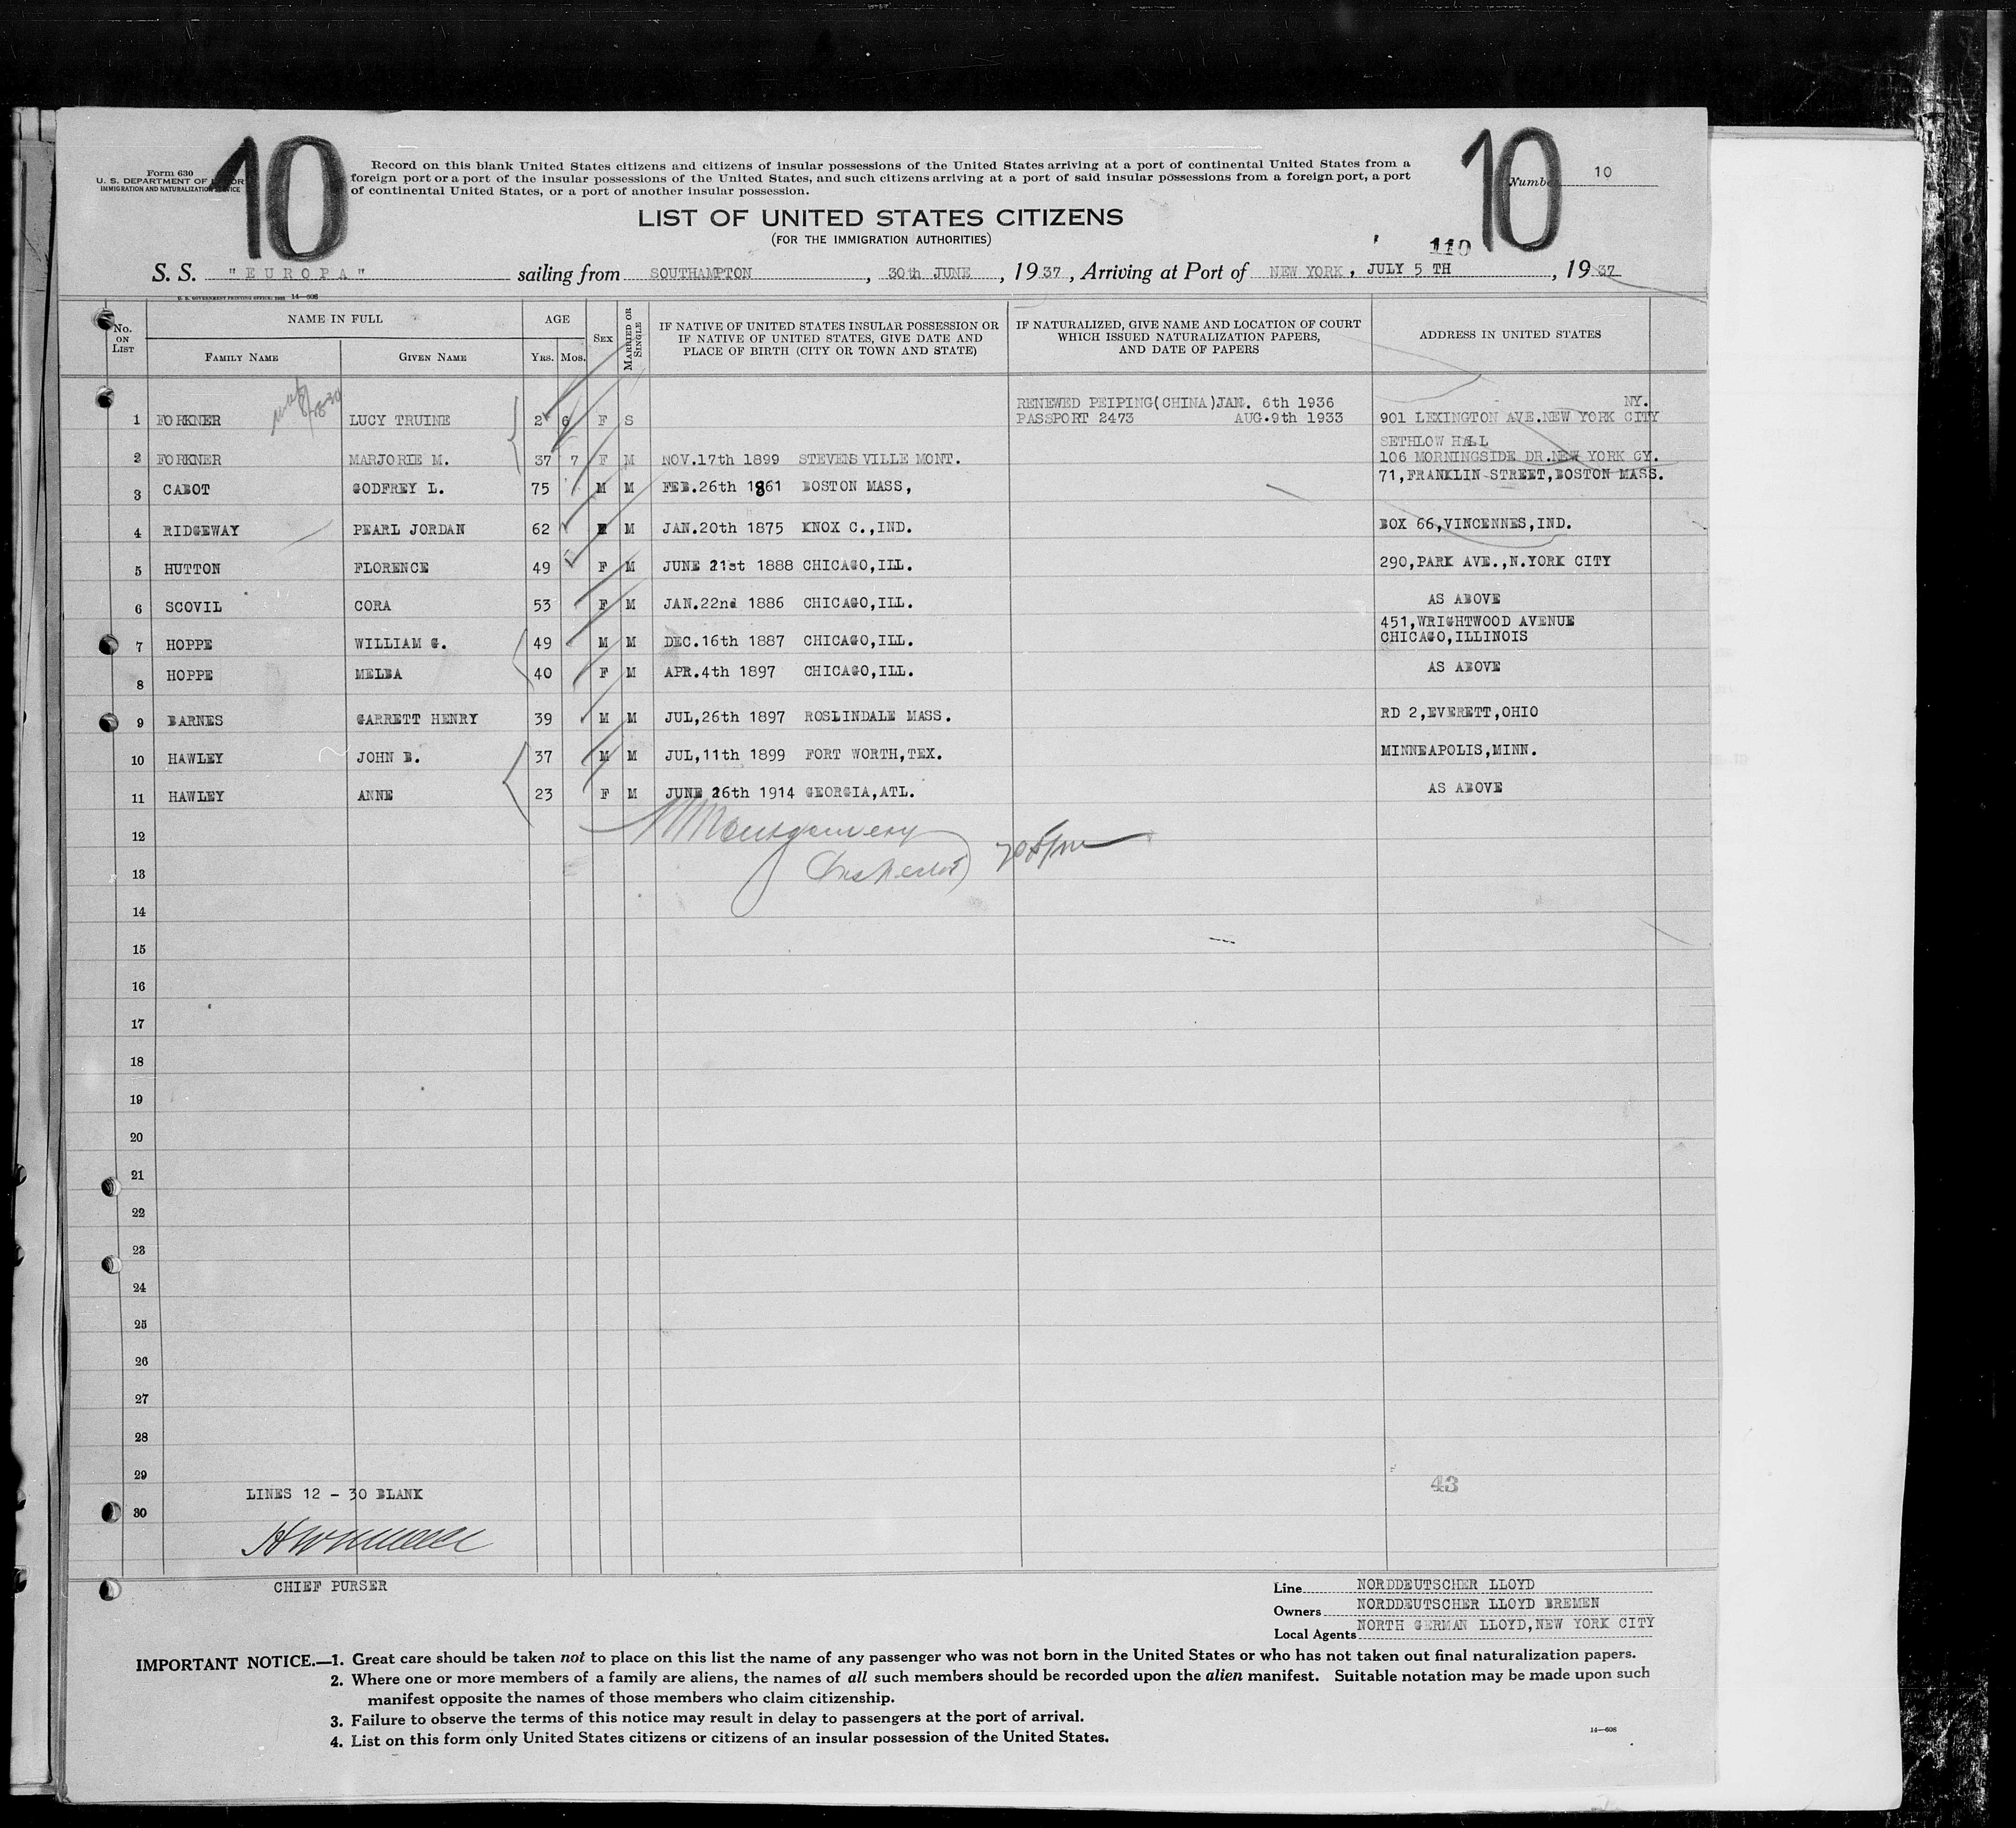 10
10
Form 630
U. S. DEPARTMENT OF LABOR
IMMIGRATION AND NATURALIZATION SERVICE
Record on this blank United States citizens and citizens of insular possessions of the United States arriving at a port of continental United States from a
foreign port or a port of the insular possessions of the United States, and such citizens arriving at a port of said insular possessions from a foreign port, a port
of continental United States, or a port of another insular possession.
Number 10
LIST OF UNITED STATES CITIZENS
(FOR THE IMMIGRATION AUTHORITIES)
110
S. S. "EUROPA" sailing from SOUTHAMPTON, 30th JUNE, 1937, Arriving at Port of NEW YORK, JULY 5 TH, 1937
U. S. GOVERNMENT PRINTING OFFICE: 1933 14—608
No. on List
NAME IN FULL
Family Name Given Name
AGE
Yrs. Mos.
Sex
Married or Single
IF NATIVE OF UNITED STATES INSULAR POSSESSION OR
IF NATIVE OF UNITED STATES, GIVE DATE AND
PLACE OF BIRTH (CITY OR TOWN AND STATE)
IF NATURALIZED, GIVE NAME AND LOCATION OF COURT
WHICH ISSUED NATURALIZATION PAPERS,
AND DATE OF PAPERS
ADDRESS IN UNITED STATES
RENEWED PEIPING(CHINA)JAN. 6th 1936 NY.
1 FORKNER LUCY TRUINE 2 6 F S PASSPORT 2473 AUG.9th 1933 901 LEXINGTON AVE.NEW YORK CITY
SETHLOW HALL
2 FORKNER MARJORIE M. 37 7 F M NOV.17th 1899 STEVENSVILLE MONT. 106 MORNINGSIDE DR.NEW YORK CY.
3 CABOT GODFREY L. 75 M M FEB.26th 1861 BOSTON MASS, 71,FRANKLIN STREET,BOSTON MASS.
4 RIDGEWAY PEARL JORDAN 62 M JAN.20th 1875 KNOX C.,IND. BOX 66,VINCENNES,IND.
5 HUTTON FLORENCE 49 F M JUNE 21st 1888 CHICAGO,ILL. 290,PARK AVE.,N.YORK CITY
6 SCOVIL CORA 53 F M JAN.22nd 1886 CHICAGO,ILL. AS ABOVE
451,WRIGHTWOOD AVENUE
7 HOPPE WILLIAM G. 49 M M DEC.16th 1887 CHICAGO,ILL. CHICAGO,ILLINOIS
8 HOPPE MELBA 40 F M APR.4th 1897 CHICAGO,ILL. AS ABOVE
9 BARNES GARRETT HENRY 39 M M JUL,26th 1897 ROSLINDALE MASS. RD 2,EVERETT,OHIO
10 HAWLEY JOHN B. 37 M M JUL,11th 1899 FORT WORTH,TEX. MINNEAPOLIS,MINN.
11 HAWLEY ANNE 23 F M JUNE 26th 1914 GEORGIA,ATL. AS ABOVE
12 Montgomery
13 Inspector
14
15
16
17
18
19
20
21
22
23
24
25
26
27
28
29
43
LINES 12 - 30 BLANK
30
CHIEF PURSER
Line NORDDEUTSCHER LLOYD
Owners NORDDEUTSCHER LLOYD BREMEN
Local Agents NORTH GERMAN LLOYD,NEW YORK CITY
IMPORTANT NOTICE.—1. Great care should be taken not to place on this list the name of any passenger who was not born in the United States or who has not taken out final naturalization papers.
2. Where one or more members of a family are aliens, the names of all such members should be recorded upon the alien manifest. Suitable notation may be made upon such
manifest opposite the names of those members who claim citizenship.
3. Failure to observe the terms of this notice may result in delay to passengers at the port of arrival.
4. List on this form only United States citizens or citizens of an insular possession of the United States.
14—608